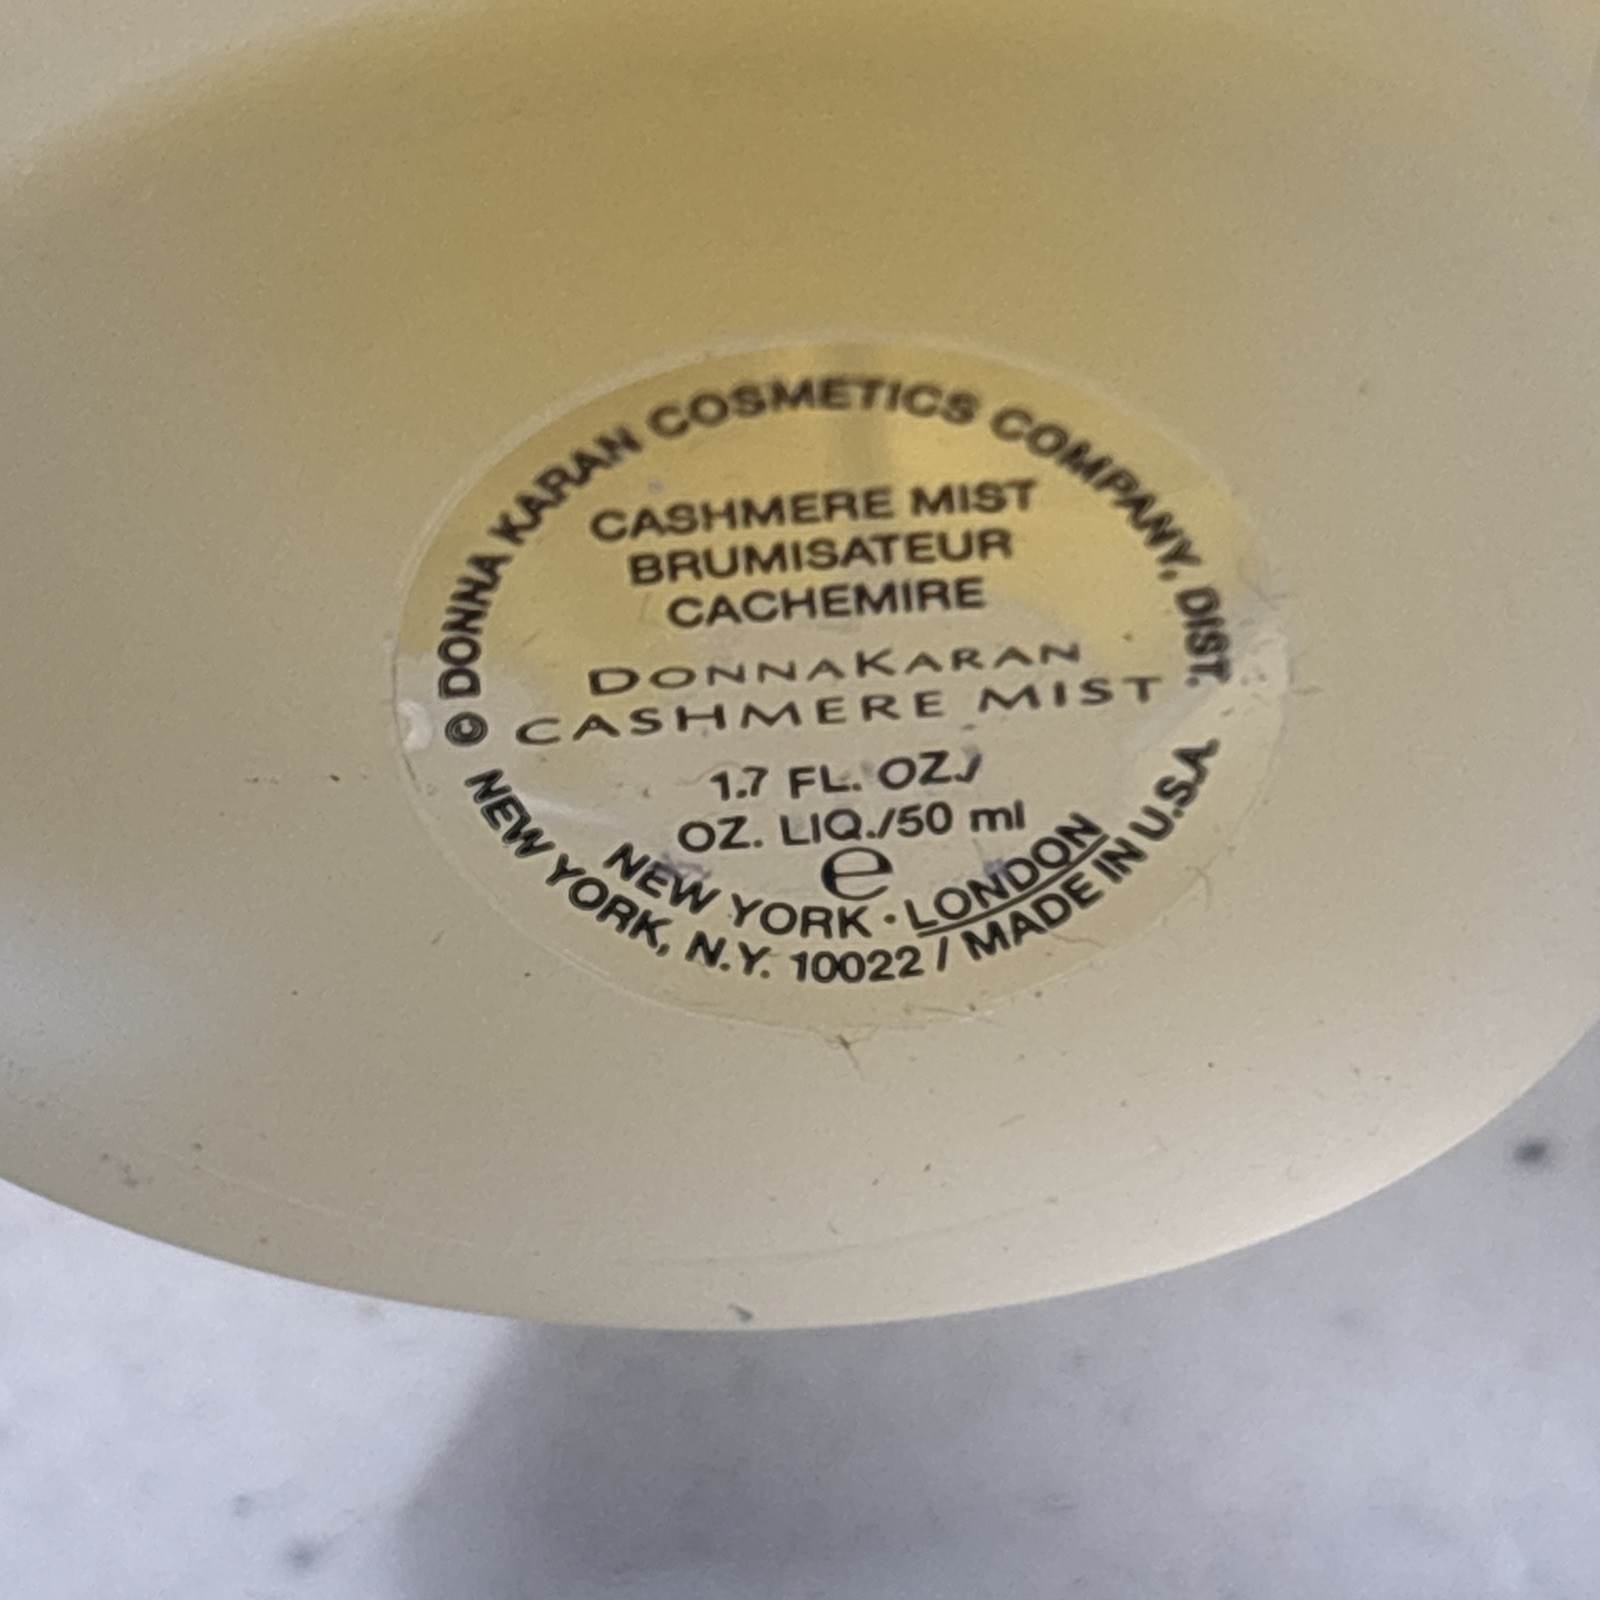 © DONNA KARAN COSMETICS COMPANY, DIST.
CASHMERE MIST
BRUMISATEUR
CACHEMIRE
DONNAKARAN
CASHMERE MIST
1.7 FL. OZ./
OZ. LIQ./50 ml
e
NEW YORK · LONDON
NEW YORK, N.Y. 10022 / MADE IN U.S.A